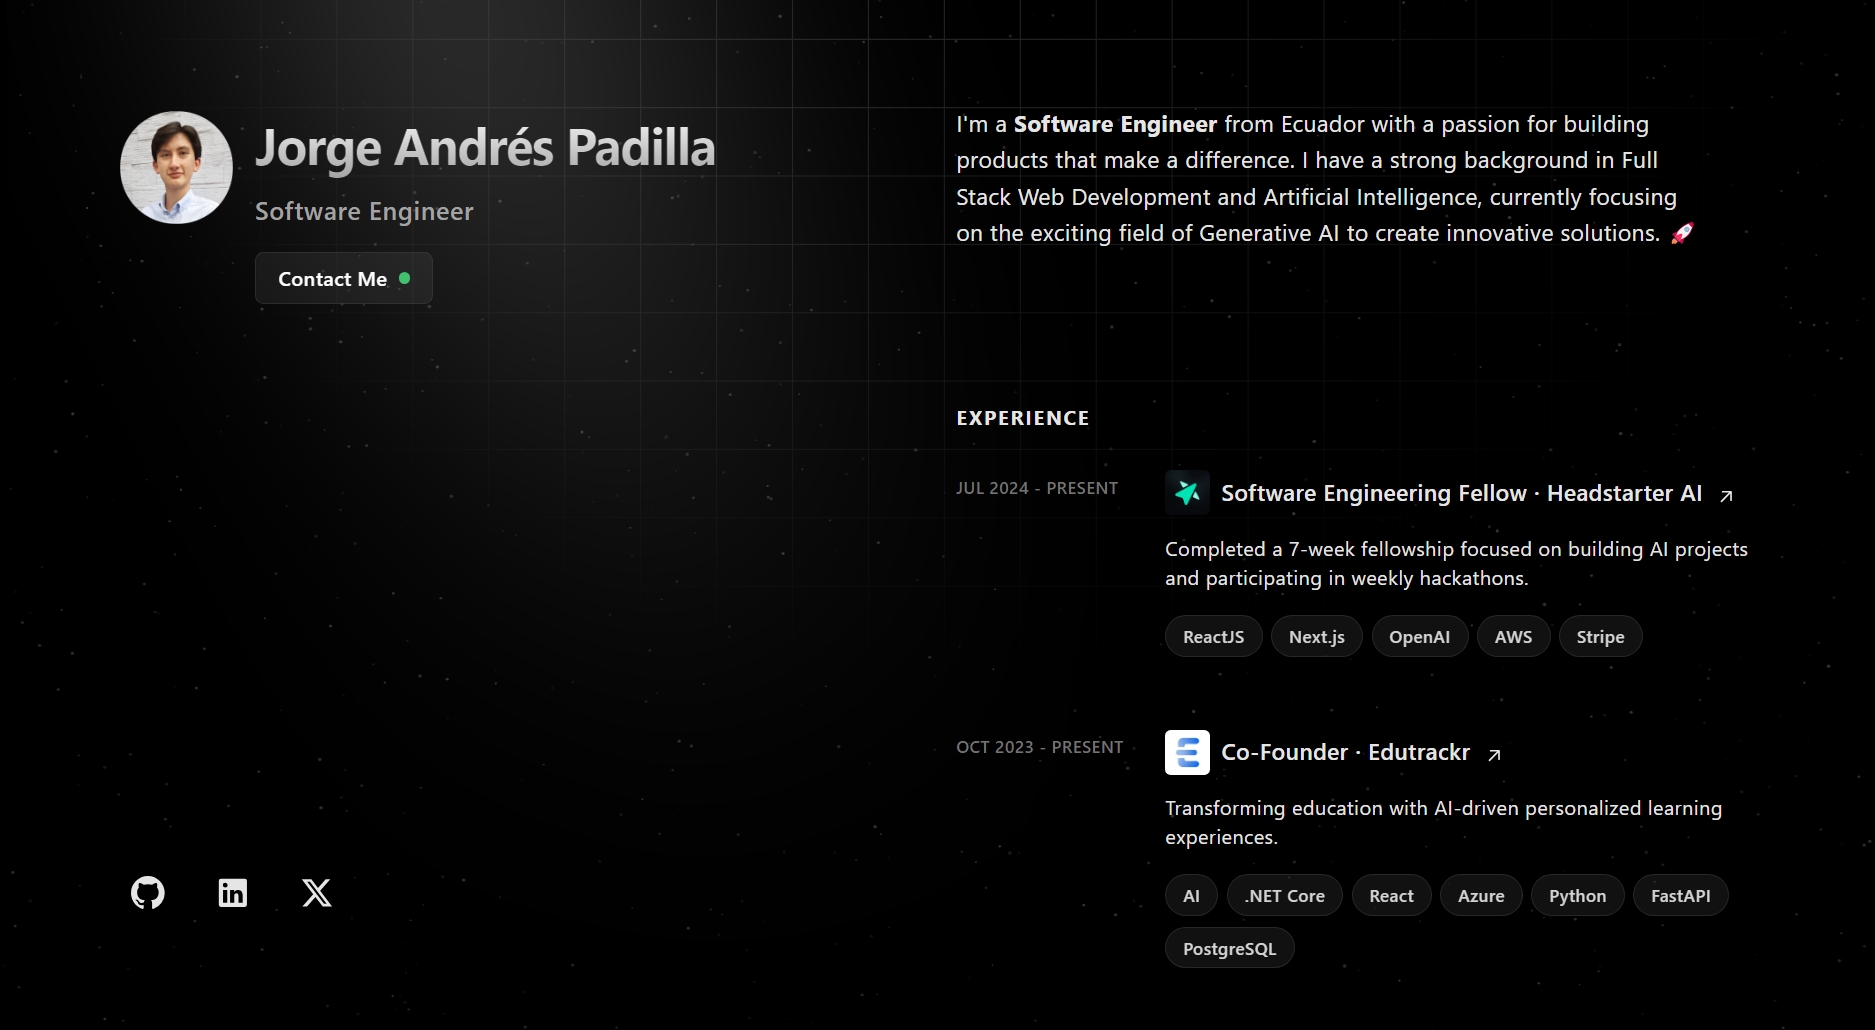 Jorge Andrés Padilla
Software Engineer
Contact Me
I'm a Software Engineer from Ecuador with a passion for building
products that make a difference. I have a strong background in Full
Stack Web Development and Artificial Intelligence, currently focusing
on the exciting field of Generative AI to create innovative solutions. 🚀
EXPERIENCE
JUL 2024 - PRESENT
Software Engineering Fellow · Headstarter AI
Completed a 7-week fellowship focused on building AI projects
and participating in weekly hackathons.
ReactJS Next.js OpenAI AWS Stripe
OCT 2023 - PRESENT
Co-Founder · Edutrackr
Transforming education with AI-driven personalized learning
experiences.
AI .NET Core React Azure Python FastAPI
PostgreSQL